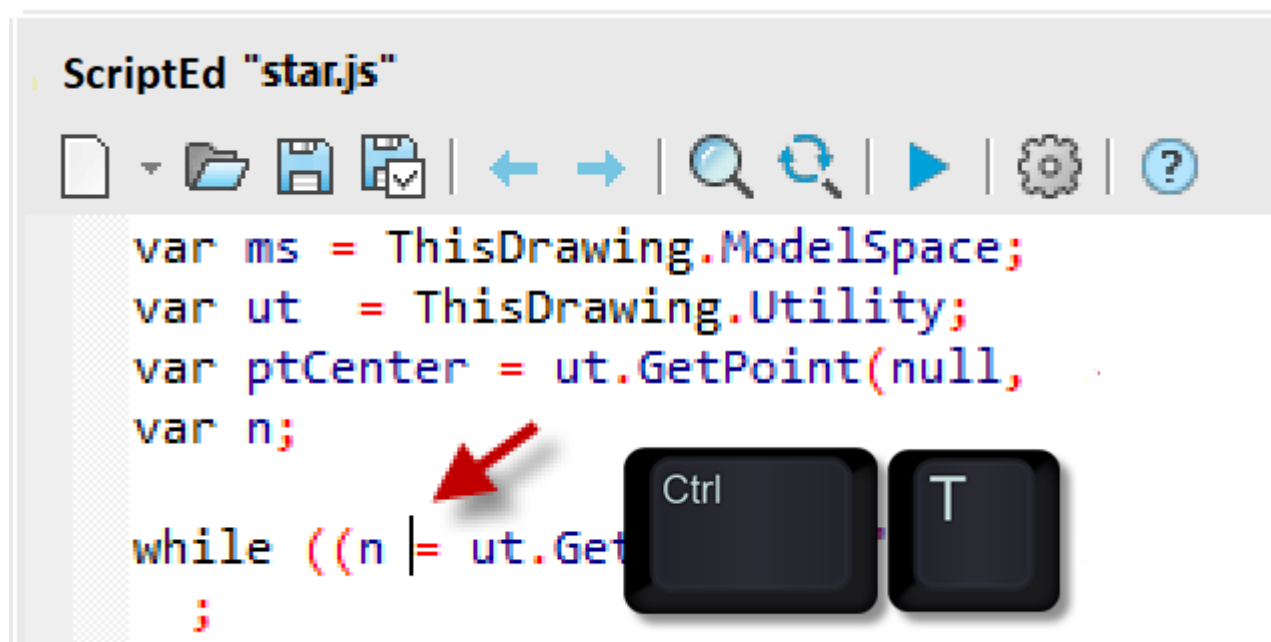 ScriptEd "star.js"
?
var ms = ThisDrawing.ModelSpace;
var ut  = ThisDrawing.Utility;
var ptCenter = ut.GetPoint(null,
var n;
while ((n = ut.Get
;
Ctrl
T